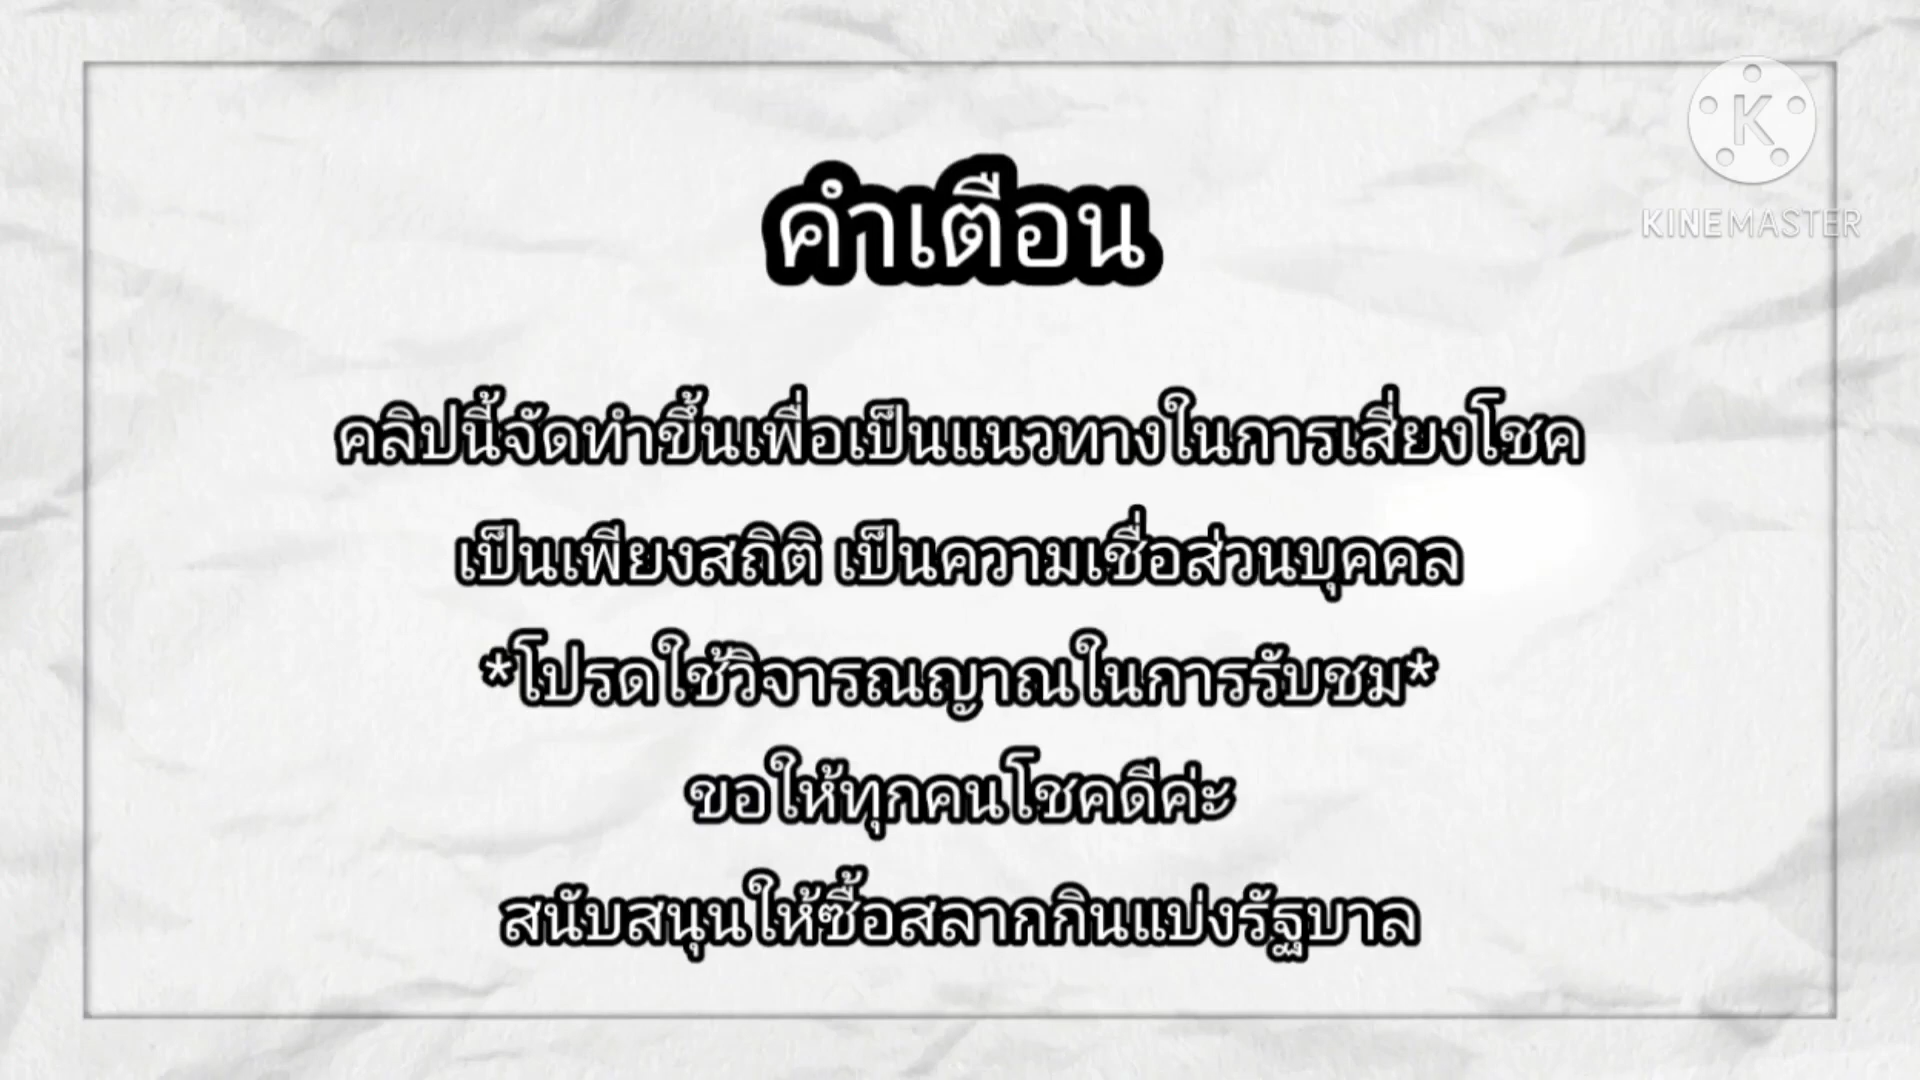 คำเตือน
คลิปนี้จัดทำขึ้นเพื่อเป็นแนวทางในการเสี่ยงโชค
เป็นเพียงสถิติ เป็นความเชื่อส่วนบุคคล
*โปรดใช้วิจารณญาณในการรับชม*
ขอให้ทุกคนโชคดีค่ะ
สนับสนุนให้ซื้อสลากกินแบ่งรัฐบาล
K
KINEMASTER